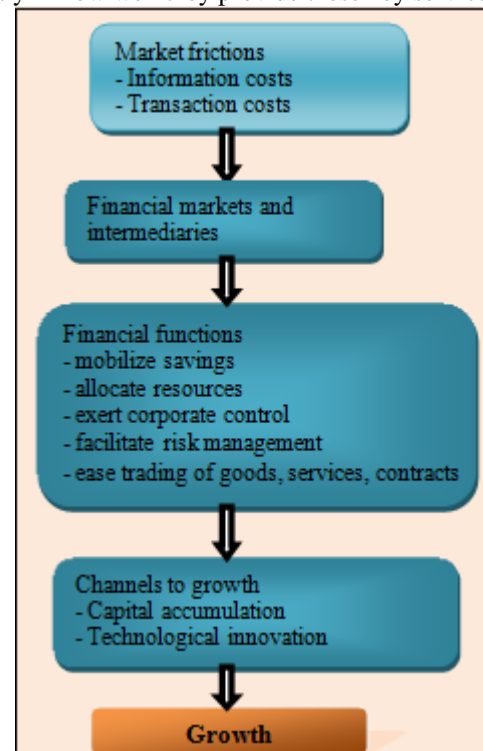 Market frictions
- Information costs
- Transaction costs
Financial markets and
intermediaries
Financial functions
- mobilize savings
- allocate resources
- exert corporate control
- facilitate risk management
- ease trading of goods, services, contracts
Channels to growth
- Capital accumulation
- Technological innovation
Growth